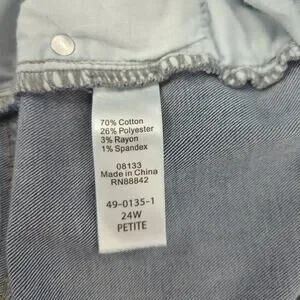 70% Cotton
26% Polyester
3% Rayon
1% Spandex
08133
Made in China
RN88842
49-0135-1
24W
PETITE